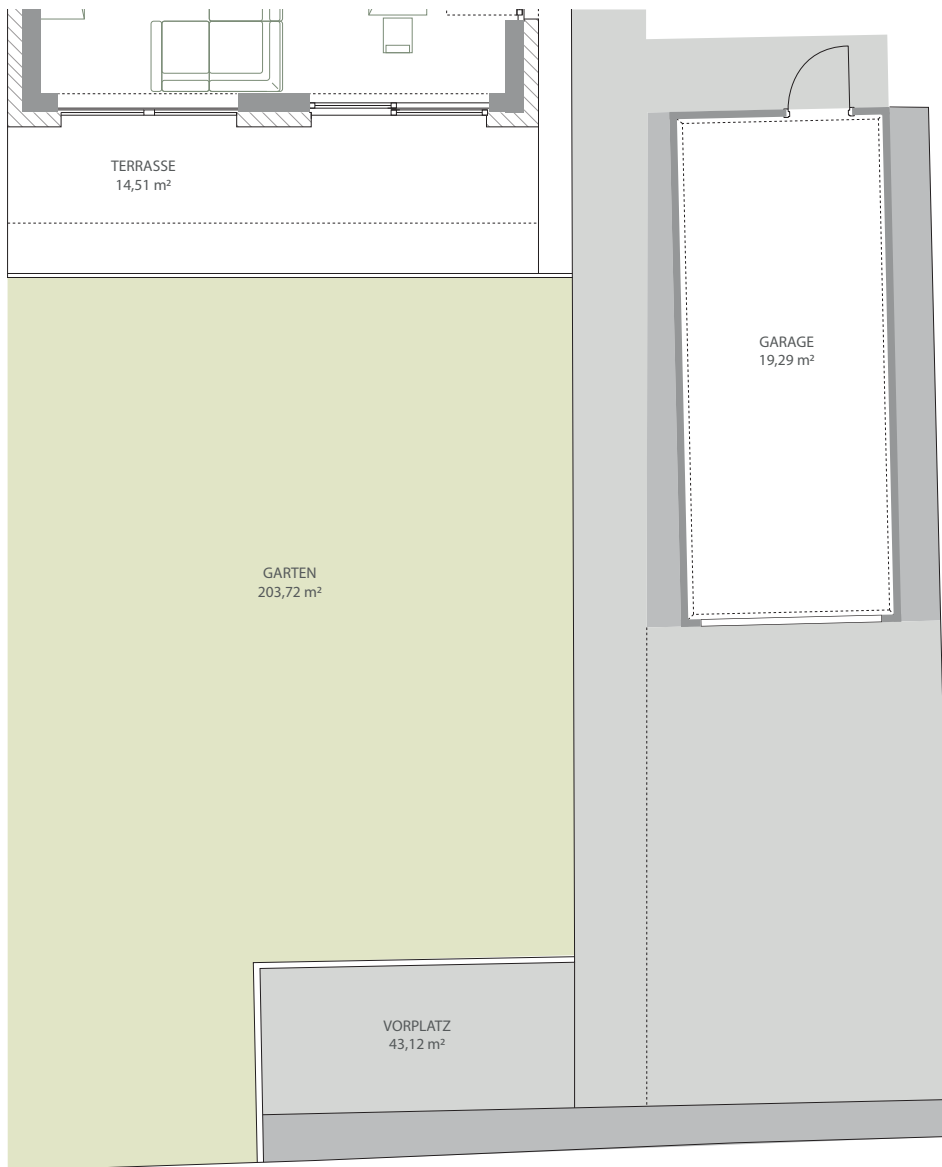 TERRASSE
14,51 m²
GARAGE
19,29 m²
GARTEN
203,72 m²
VORPLATZ
43,12 m²